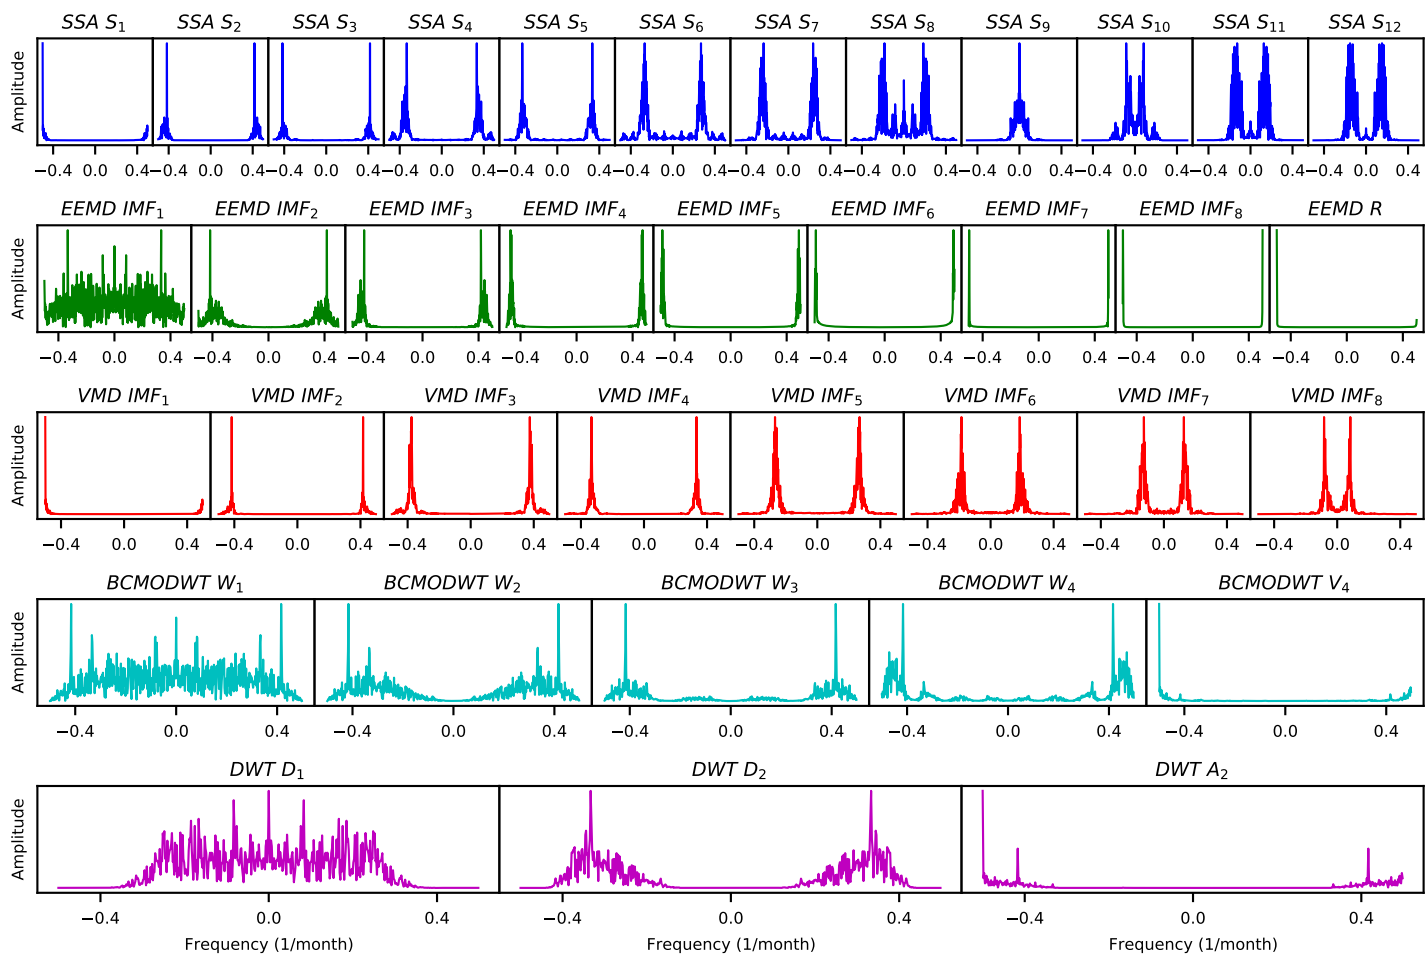 SSA S₁ SSA S₂ SSA S₃ SSA S₄ SSA S₅ SSA S₆ SSA S₇ SSA S₈ SSA S₉ SSA S₁₀ SSA S₁₁ SSA S₁₂
Amplitude
−0.4 0.0 0.4 −0.4 0.0 0.4 −0.4 0.0 0.4 −0.4 0.0 0.4 −0.4 0.0 0.4 −0.4 0.0 0.4 −0.4 0.0 0.4 −0.4 0.0 0.4 −0.4 0.0 0.4 −0.4 0.0 0.4 −0.4 0.0 0.4 −0.4 0.0 0.4
EEMD IMF₁ EEMD IMF₂ EEMD IMF₃ EEMD IMF₄ EEMD IMF₅ EEMD IMF₆ EEMD IMF₇ EEMD IMF₈ EEMD R
Amplitude
−0.4 0.0 0.4 −0.4 0.0 0.4 −0.4 0.0 0.4 −0.4 0.0 0.4 −0.4 0.0 0.4 −0.4 0.0 0.4 −0.4 0.0 0.4 −0.4 0.0 0.4 −0.4 0.0 0.4
VMD IMF₁ VMD IMF₂ VMD IMF₃ VMD IMF₄ VMD IMF₅ VMD IMF₆ VMD IMF₇ VMD IMF₈
Amplitude
−0.4 0.0 0.4 −0.4 0.0 0.4 −0.4 0.0 0.4 −0.4 0.0 0.4 −0.4 0.0 0.4 −0.4 0.0 0.4 −0.4 0.0 0.4 −0.4 0.0 0.4
BCMODWT W₁ BCMODWT W₂ BCMODWT W₃ BCMODWT W₄ BCMODWT V₄
Amplitude
−0.4 0.0 0.4 −0.4 0.0 0.4 −0.4 0.0 0.4 −0.4 0.0 0.4 −0.4 0.0 0.4
DWT D₁ DWT D₂ DWT A₂
Amplitude
−0.4 0.0 0.4 −0.4 0.0 0.4 −0.4 0.0 0.4
Frequency (1/month) Frequency (1/month) Frequency (1/month)